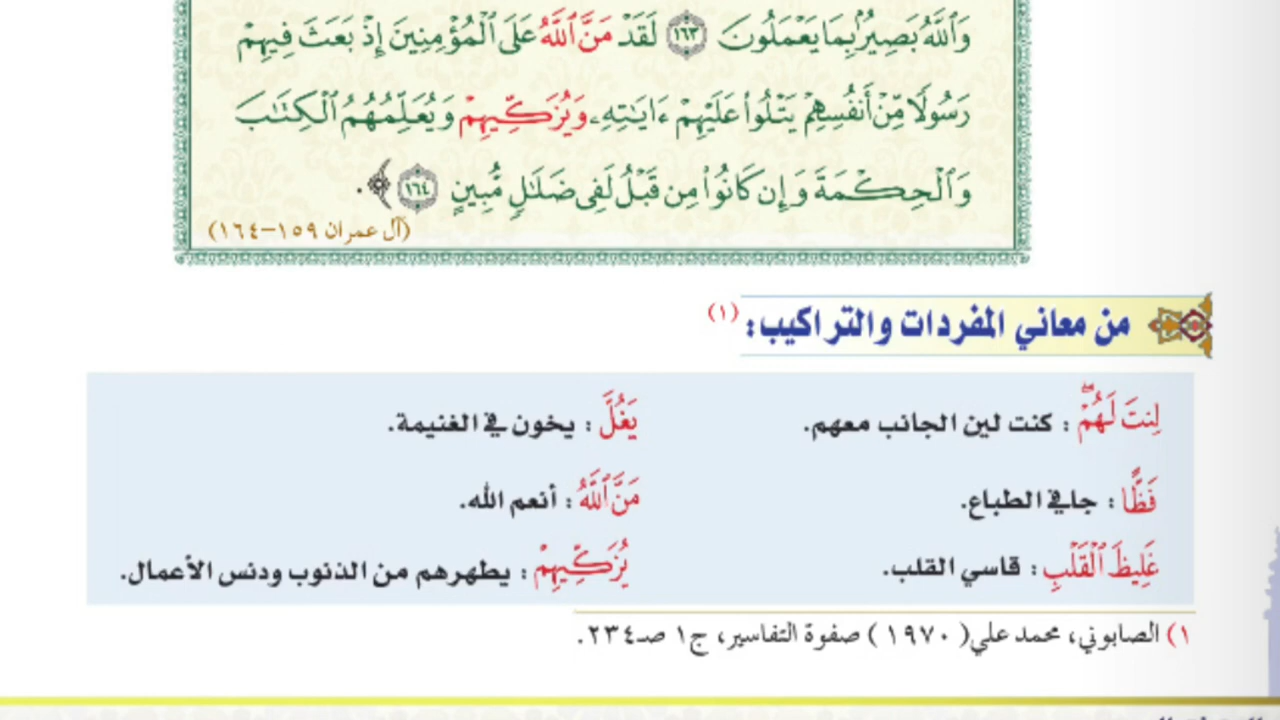 وَٱللَّهُ بَصِيرُۢ بِمَا يَعۡمَلُونَ ١٦٣ لَقَدۡ مَنَّ ٱللَّهُ عَلَى ٱلۡمُؤۡمِنِينَ إِذۡ بَعَثَ فِيهِمۡ
رَسُولٗا مِّنۡ أَنفُسِهِمۡ يَتۡلُواْ عَلَيۡهِمۡ ءَايَٰتِهِۦ وَيُزَكِّيهِمۡ وَيُعَلِّمُهُمُ ٱلۡكِتَٰبَ
وَٱلۡحِكۡمَةَ وَإِن كَانُواْ مِن قَبۡلُ لَفِي ضَلَٰلٖ مُّبِينٍ ١٦٤ ﴾.
(آل عمران ١٥٩-١٦٤)
من معاني المفردات والتراكيب: (١)
لِنتَ لَهُمۡۖ : كنت لين الجانب معهم. يَغُلَّ : يخون في الغنيمة.
فَظًّا : جافي الطباع. مَنَّ ٱللَّهُ : أنعم الله.
غَلِيظَ ٱلۡقَلۡبِ : قاسي القلب. يُزَكِّيهِمۡ : يطهرهم من الذنوب ودنس الأعمال.
١) الصابوني، محمد علي( ١٩٧٠ ) صفوة التفاسير، ج١ صـ٢٣٤.